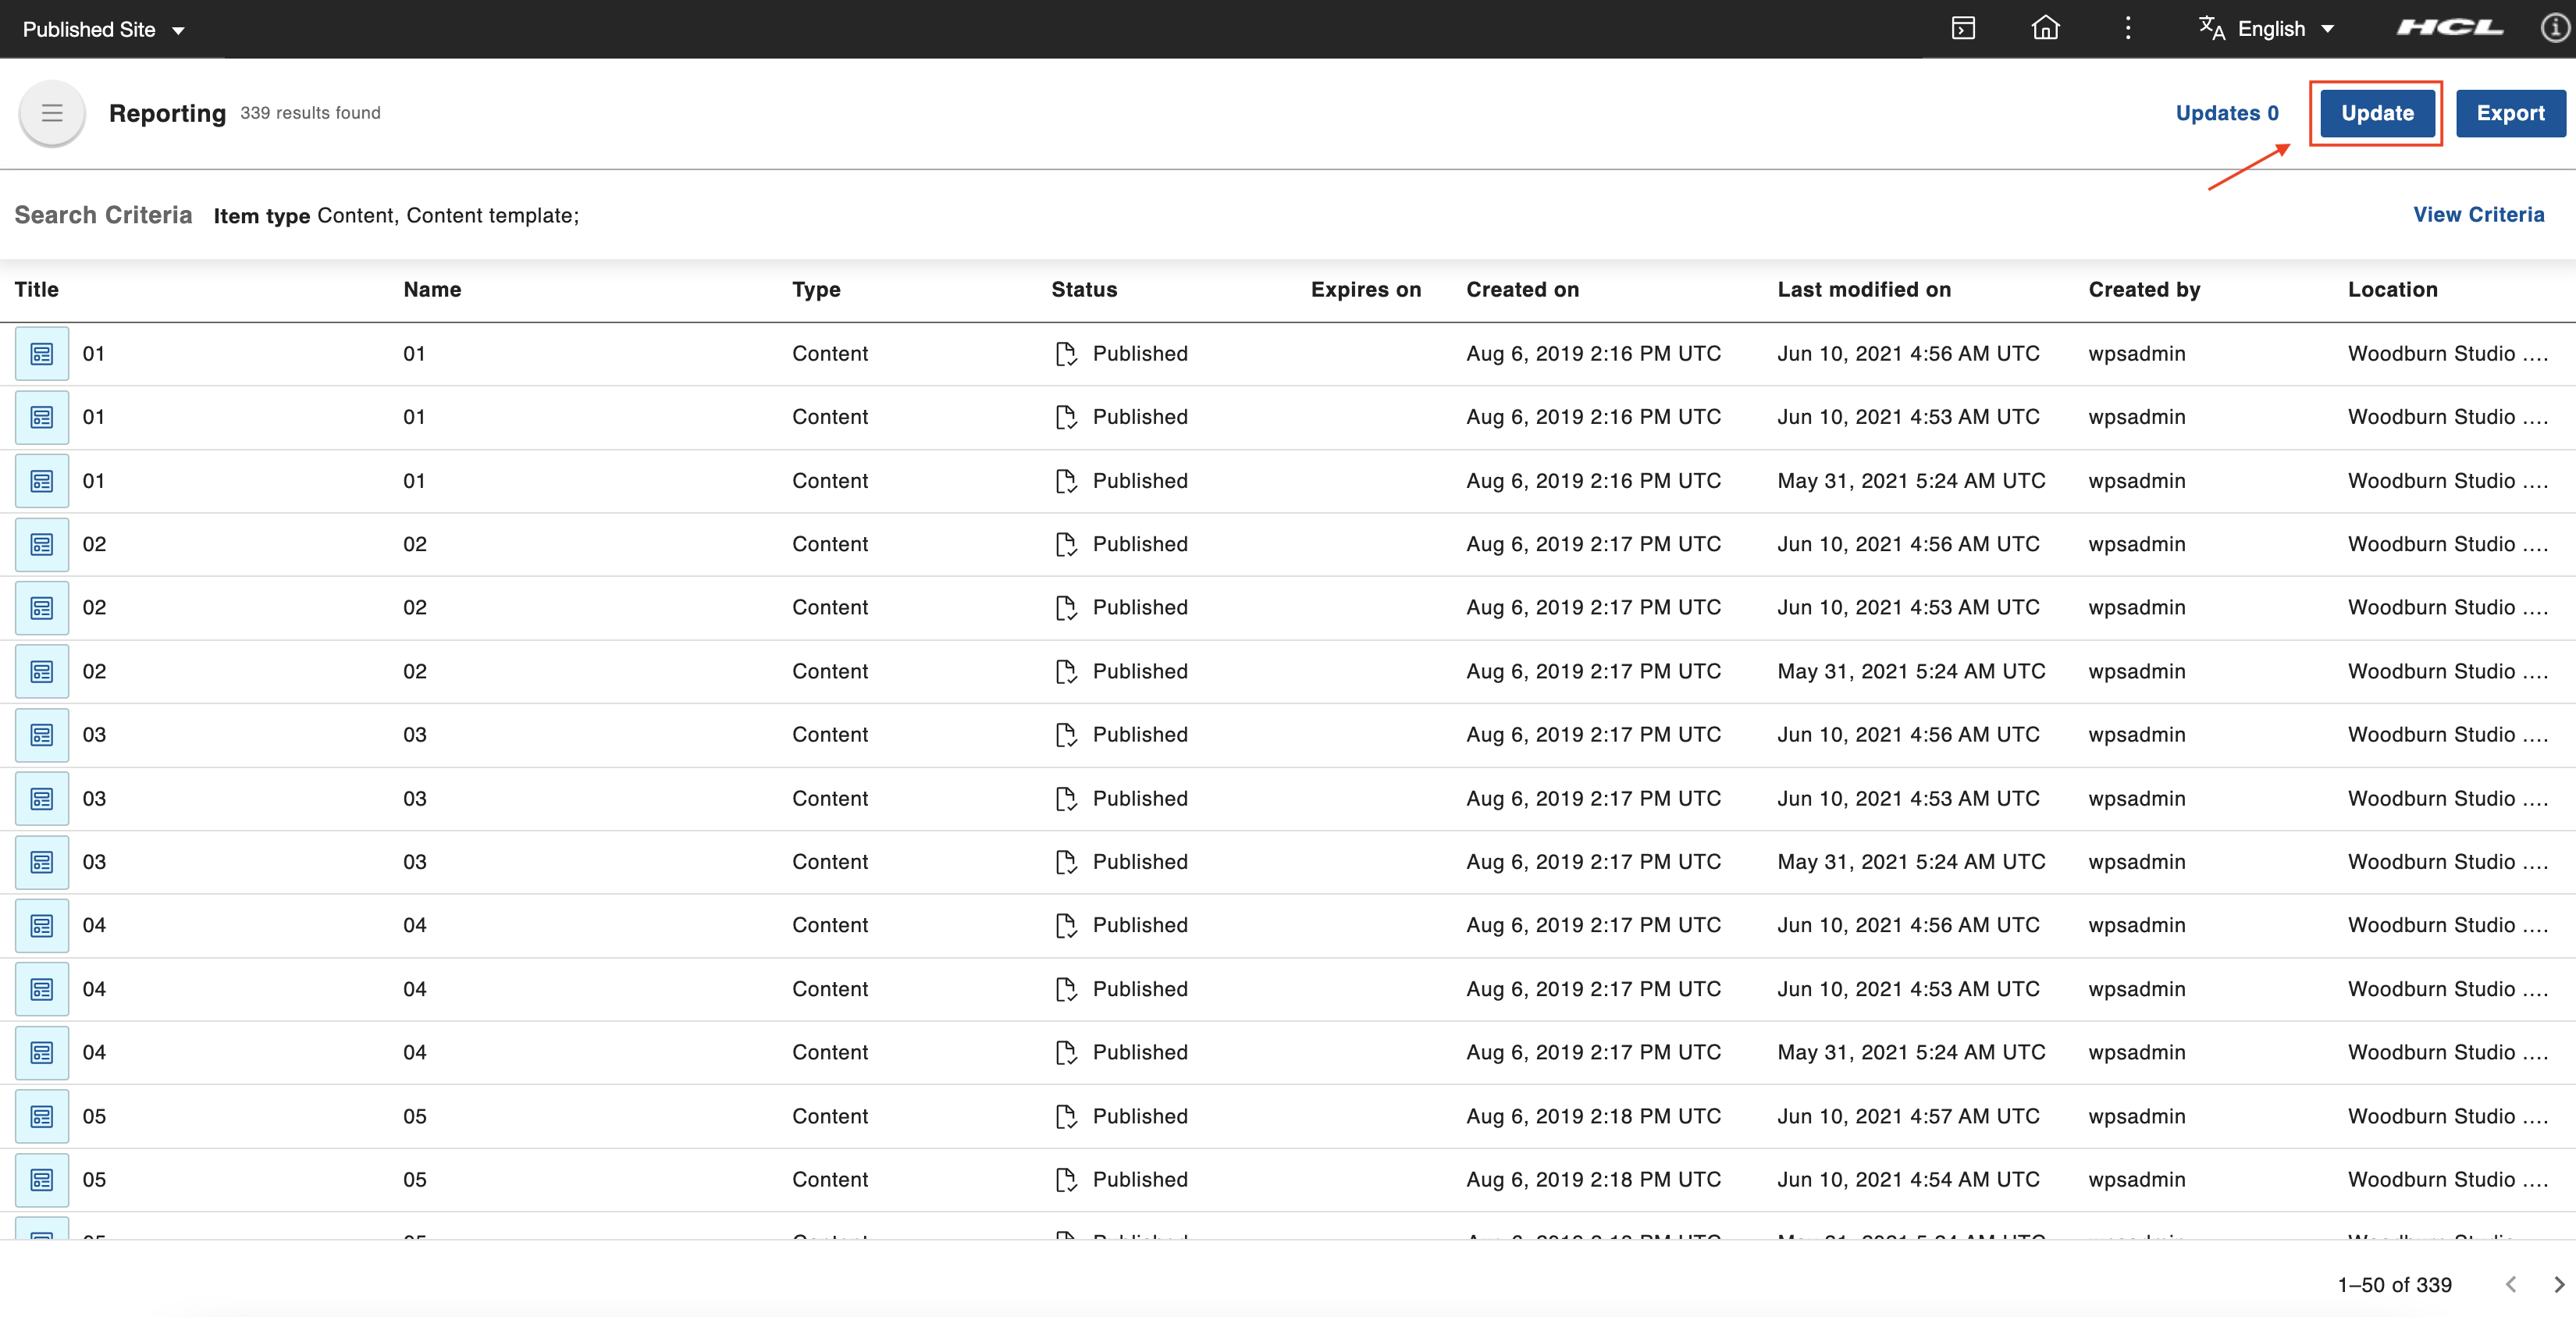 Published Site English HCL
Reporting 339 results found Updates 0 Update Export
Search Criteria Item type Content, Content template; View Criteria
Title Name Type Status Expires on Created on Last modified on Created by Location
01 01 Content Published Aug 6, 2019 2:16 PM UTC Jun 10, 2021 4:56 AM UTC wpsadmin Woodburn Studio ....
01 01 Content Published Aug 6, 2019 2:16 PM UTC Jun 10, 2021 4:53 AM UTC wpsadmin Woodburn Studio ....
01 01 Content Published Aug 6, 2019 2:16 PM UTC May 31, 2021 5:24 AM UTC wpsadmin Woodburn Studio ....
02 02 Content Published Aug 6, 2019 2:17 PM UTC Jun 10, 2021 4:56 AM UTC wpsadmin Woodburn Studio ....
02 02 Content Published Aug 6, 2019 2:17 PM UTC Jun 10, 2021 4:53 AM UTC wpsadmin Woodburn Studio ....
02 02 Content Published Aug 6, 2019 2:17 PM UTC May 31, 2021 5:24 AM UTC wpsadmin Woodburn Studio ....
03 03 Content Published Aug 6, 2019 2:17 PM UTC Jun 10, 2021 4:56 AM UTC wpsadmin Woodburn Studio ....
03 03 Content Published Aug 6, 2019 2:17 PM UTC Jun 10, 2021 4:53 AM UTC wpsadmin Woodburn Studio ....
03 03 Content Published Aug 6, 2019 2:17 PM UTC May 31, 2021 5:24 AM UTC wpsadmin Woodburn Studio ....
04 04 Content Published Aug 6, 2019 2:17 PM UTC Jun 10, 2021 4:56 AM UTC wpsadmin Woodburn Studio ....
04 04 Content Published Aug 6, 2019 2:17 PM UTC Jun 10, 2021 4:53 AM UTC wpsadmin Woodburn Studio ....
04 04 Content Published Aug 6, 2019 2:17 PM UTC May 31, 2021 5:24 AM UTC wpsadmin Woodburn Studio ....
05 05 Content Published Aug 6, 2019 2:18 PM UTC Jun 10, 2021 4:57 AM UTC wpsadmin Woodburn Studio ....
05 05 Content Published Aug 6, 2019 2:18 PM UTC Jun 10, 2021 4:54 AM UTC wpsadmin Woodburn Studio ....
1–50 of 339